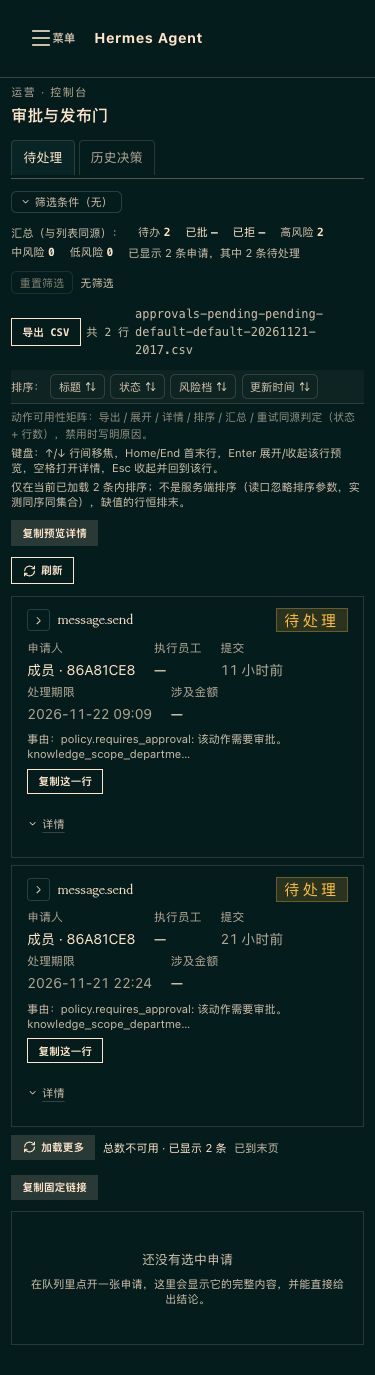 菜单 Hermes Agent
运营 · 控制台
审批与发布门
待处理 历史决策
筛选条件（无）
汇总（与列表同源）： 待办 2 已批 — 已拒 — 高风险 2
中风险 0 低风险 0 已显示 2 条申请，其中 2 条待处理
重置筛选 无筛选
导出 CSV 共 2 行 approvals-pending-pending-
default-default-20261121-
2017.csv
排序： 标题 ⇅ 状态 ⇅ 风险档 ⇅ 更新时间 ⇅
动作可用性矩阵：导出 / 展开 / 详情 / 排序 / 汇总 / 重试同源判定（状态
+ 行数），禁用时写明原因。
键盘：↑/↓ 行间移焦，Home/End 首末行，Enter 展开/收起该行预
览，空格打开详情，Esc 收起并回到该行。
仅在当前已加载 2 条内排序；不是服务端排序（读口忽略排序参数，实
测同序同集合），缺值的行恒排末。
复制预览详情
刷新
message.send 待处理
申请人 执行员工 提交
成员 · 86A81CE8 — 11 小时前
处理期限 涉及金额
2026-11-22 09:09 —
事由：policy.requires_approval: 该动作需要审批。
knowledge_scope_departme...
复制这一行
详情
message.send 待处理
申请人 执行员工 提交
成员 · 86A81CE8 — 21 小时前
处理期限 涉及金额
2026-11-21 22:24 —
事由：policy.requires_approval: 该动作需要审批。
knowledge_scope_departme...
复制这一行
详情
加载更多 总数不可用 · 已显示 2 条 已到末页
复制固定链接
还没有选中申请
在队列里点开一张申请，这里会显示它的完整内容，并能直接给
出结论。